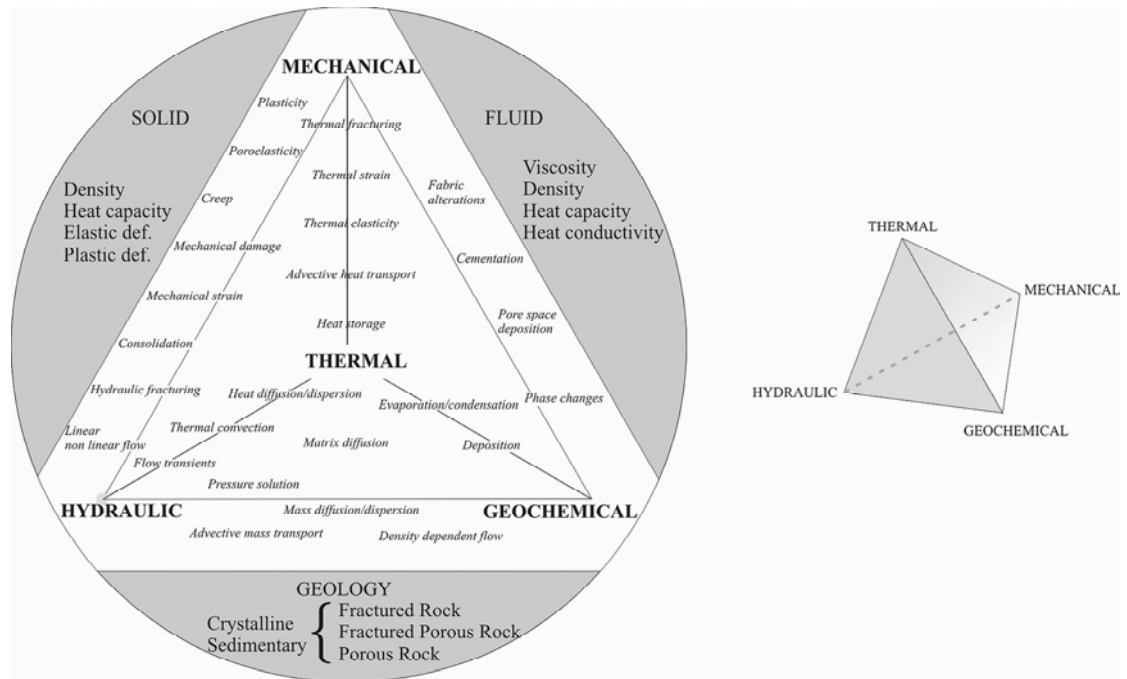 MECHANICAL
SOLID
Density
Heat capacity
Elastic def.
Plastic def.
FLUID
Viscosity
Density
Heat capacity
Heat conductivity
Plasticity
Thermal fracturing
Poroelasticity
Thermal strain
Fabric
alterations
Creep
Thermal elasticity
Mechanical damage
Cementation
Advective heat transport
Mechanical strain
Pore space
deposition
Heat storage
Consolidation
THERMAL
Hydraulic fracturing
Heat diffusion/dispersion
Evaporation/condensation
Phase changes
Linear
non linear flow
Thermal convection
Matrix diffusion
Deposition
Flow transients
Pressure solution
HYDRAULIC
Mass diffusion/dispersion
GEOCHEMICAL
Advective mass transport
Density dependent flow
GEOLOGY
Crystalline
Sedimentary
Fractured Rock
Fractured Porous Rock
Porous Rock
THERMAL
MECHANICAL
HYDRAULIC
GEOCHEMICAL